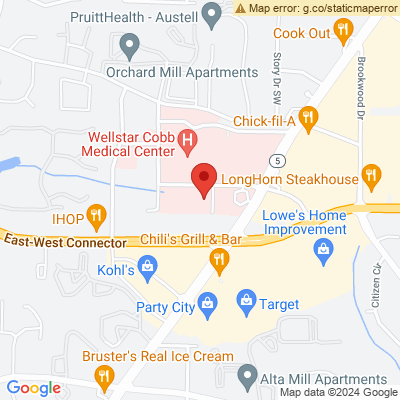 Map error: g.co/staticmaperror
PruittHealth - Austell
Cook Out
Orchard Mill Apartments
Story Dr SW
Brookwood Dr
Chick-fil-A
Wellstar Cobb
Medical Center
H
5
LongHorn Steakhouse
IHOP
Lowe's Home
Improvement
East-West Connector
Chili's Grill & Bar
Kohl's
Citizen Cir
Party City
Target
Bruster's Real Ice Cream
Alta Mill Apartments
Google
Map data ©2024 Google